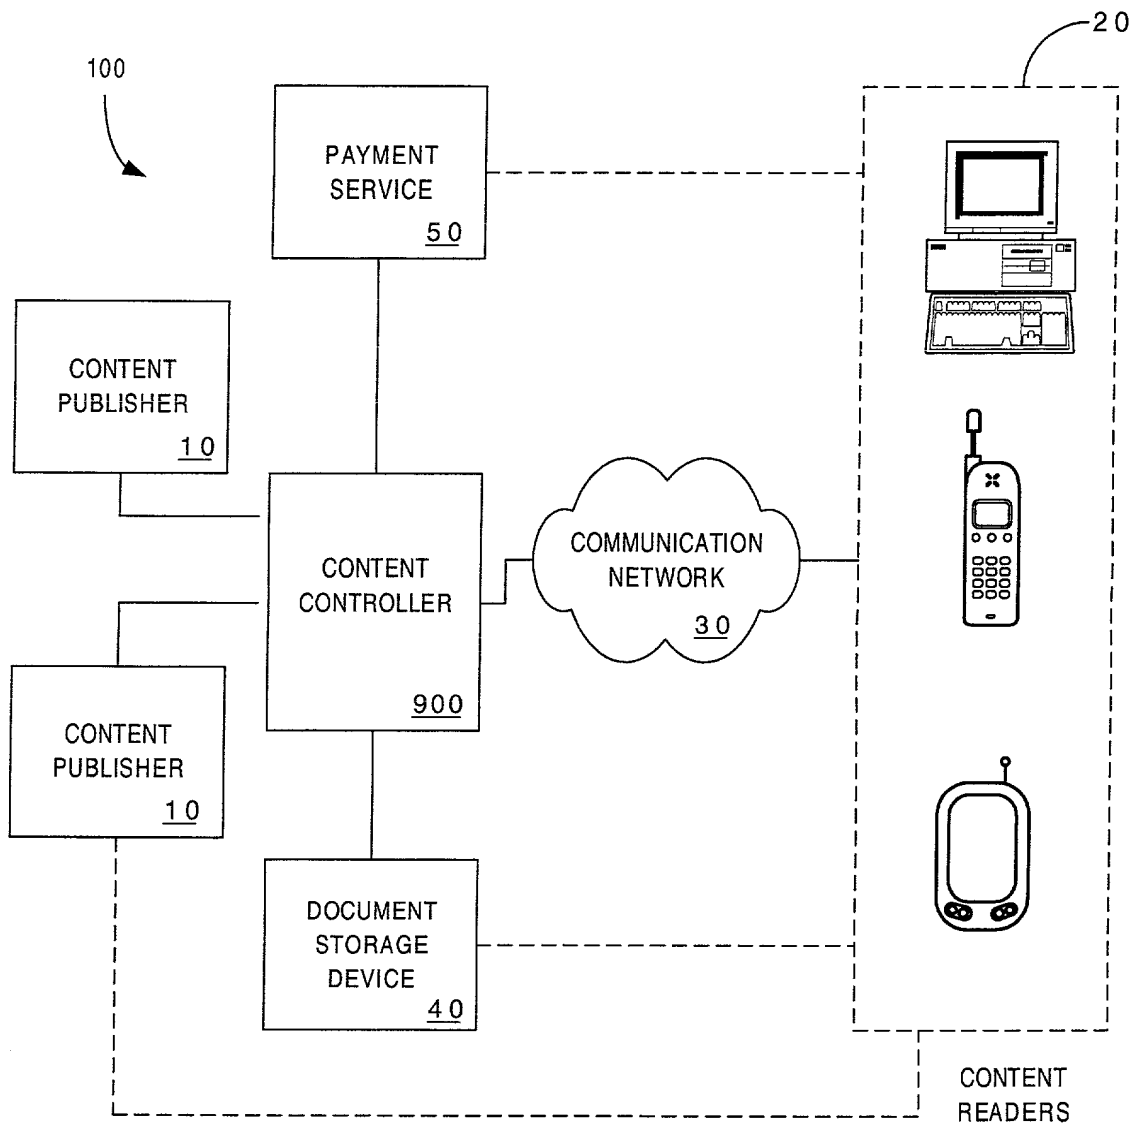 20
100
PAYMENT
SERVICE
50
CONTENT
PUBLISHER
10
CONTENT
CONTROLLER
900
COMMUNICATION
NETWORK
30
CONTENT
PUBLISHER
10
DOCUMENT
STORAGE
DEVICE
40
CONTENT
READERS